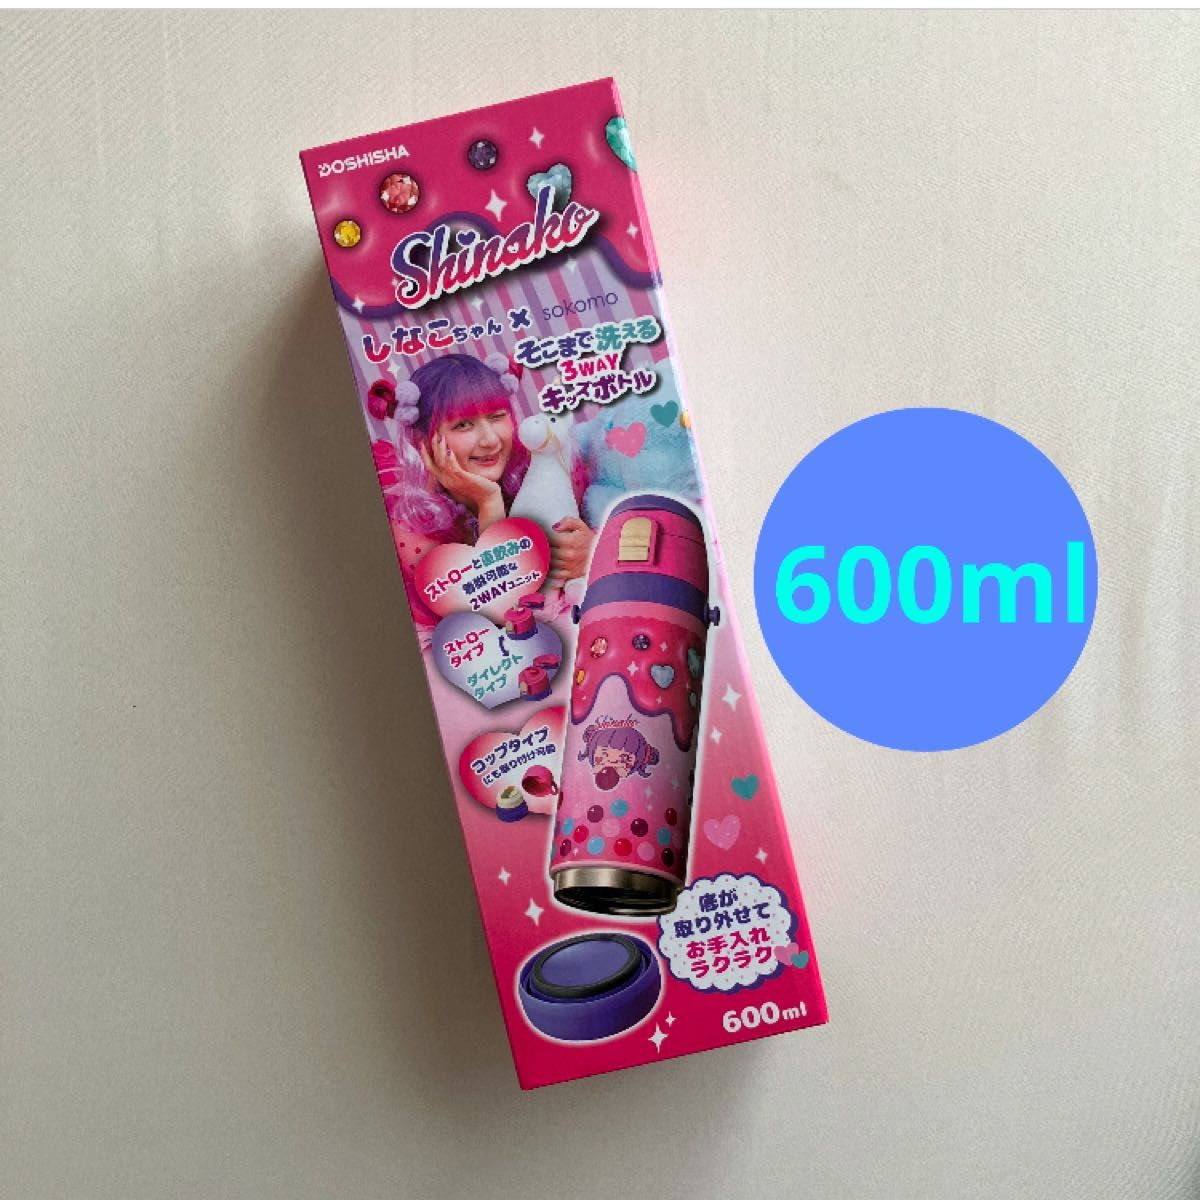 DOSHISHA
Shinako
しなこちゃん × sokomo
そこまで洗える
3WAY
キッズボトル
ストローと直飲みの
着脱可能な
2WAYユニット
ストロー
タイプ
ダイレクト
タイプ
コップタイプ
にも取り付け可能
Shinako
底が
取り外せて
お手入れ
ラクラク
600ml
600ml